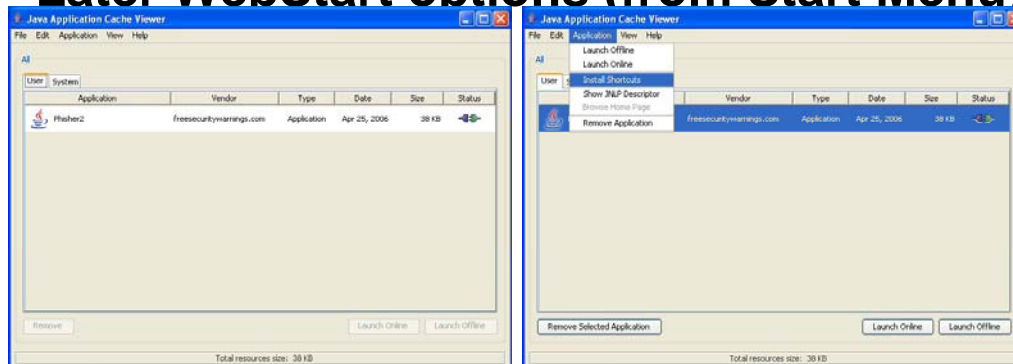 Later WebStart options (from Start Menu)
Java Application Cache Viewer
File Edit Application View Help
All
User System
Application Vendor Type Date Size Status
Phisher2 freesecuritywarnings.com Application Apr 25, 2006 38 KB
Remove Launch Online Launch Offline
Total resources size: 38 KB
Java Application Cache Viewer
File Edit Application View Help
Launch Offline
All Launch Online
User Install Shortcuts
Show JNLP Descriptor Vendor Type Date Size Status
Browse Home Page
Remove Application freesecuritywarnings.com Application Apr 25, 2006 38 KB
Remove Selected Application Launch Online Launch Offline
Total resources size: 38 KB